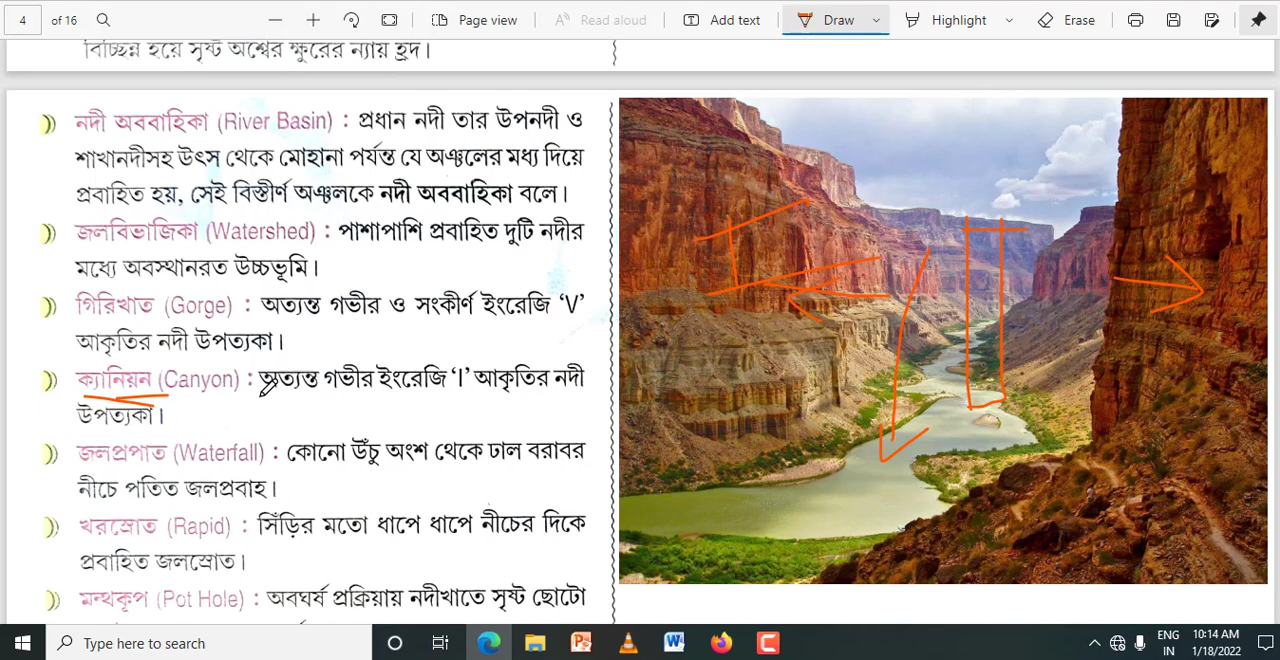 4 of 16 Page view Read aloud Add text Draw Highlight Erase
বিচ্ছিন্ন হয়ে সৃষ্ট অশ্বের ক্ষুরের ন্যায় হ্রদ।
নদী অববাহিকা (River Basin) : প্রধান নদী তার উপনদী ও
শাখানদীসহ উৎস থেকে মোহানা পর্যন্ত যে অঞ্চলের মধ্য দিয়ে
প্রবাহিত হয়, সেই বিস্তীর্ণ অঞ্চলকে নদী অববাহিকা বলে।
জলবিভাজিকা (Watershed) : পাশাপাশি প্রবাহিত দুটি নদীর
মধ্যে অবস্থানরত উচ্চভূমি।
গিরিখাত (Gorge) : অত্যন্ত গভীর ও সংকীর্ণ ইংরেজি ‘V’
আকৃতির নদী উপত্যকা।
ক্যানিয়ন (Canyon) : অত্যন্ত গভীর ইংরেজি ‘I’ আকৃতির নদী
উপত্যকা।
জলপ্রপাত (Waterfall) : কোনো উঁচু অংশ থেকে ঢাল বরাবর
নীচে পতিত জলপ্রবাহ।
খরস্রোত (Rapid) : সিঁড়ির মতো ধাপে ধাপে নীচের দিকে
প্রবাহিত জলস্রোত।
মন্থকূপ (Pot Hole) : অবঘর্ষ প্রক্রিয়ায় নদীখাতে সৃষ্ট ছোটো
Type here to search
ENG
IN
10:14 AM
1/18/2022